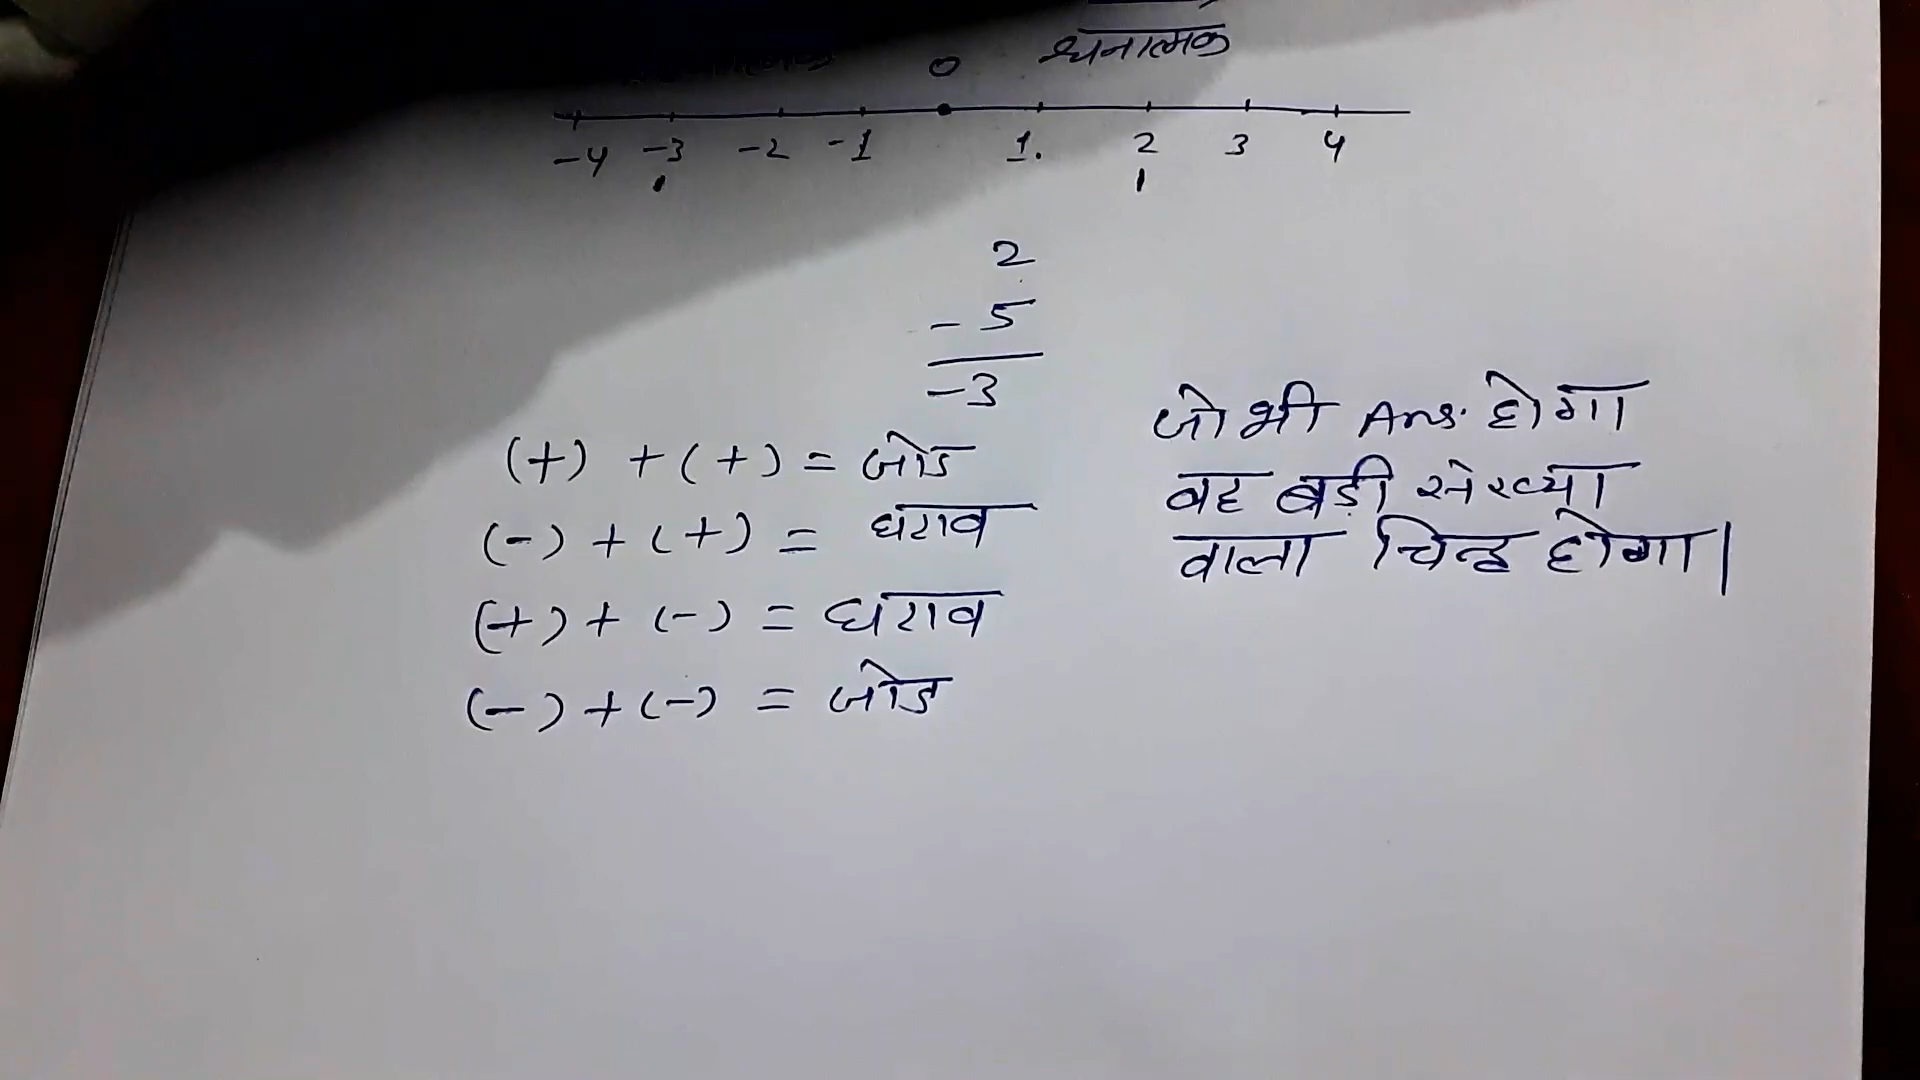 0 धनात्मक
-4 -3 -2 -1 1. 2 3 4
2
- 5
-3
(+) + (+) = जोड
(-) + (+) = घटाव
(+) + (-) = घटाव
(-) + (-) = जोड
जो भी Ans. होगा
वह बड़ी संख्या
वाला चिन्ह होगा।